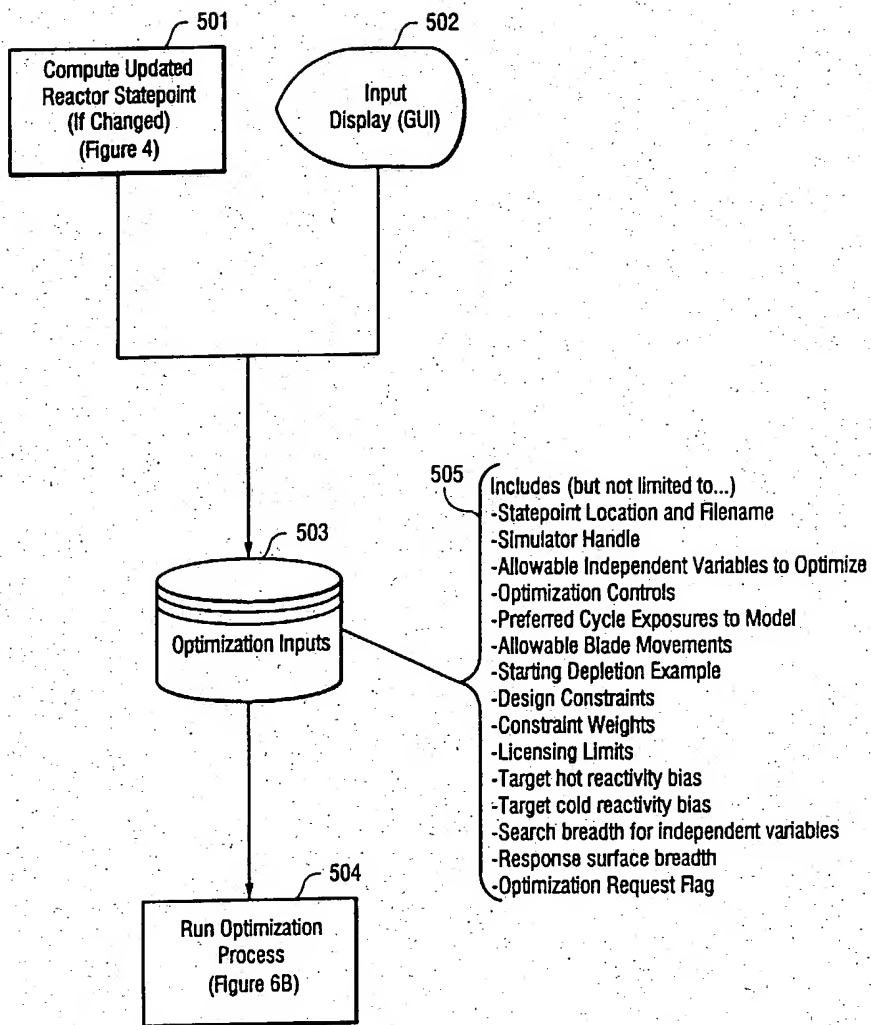 501
Compute Updated
Reactor Statepoint
(If Changed)
(Figure 4)
502
Input
Display (GUI)
503
Optimization Inputs
504
Run Optimization
Process
(Figure 6B)
505
Includes (but not limited to...)
-Statepoint Location and Filename
-Simulator Handle
-Allowable Independent Variables to Optimize
-Optimization Controls
-Preferred Cycle Exposures to Model
-Allowable Blade Movements
-Starting Depletion Example
-Design Constraints
-Constraint Weights
-Licensing Limits
-Target hot reactivity bias
-Target cold reactivity bias
-Search breadth for independent variables
-Response surface breadth
-Optimization Request Flag